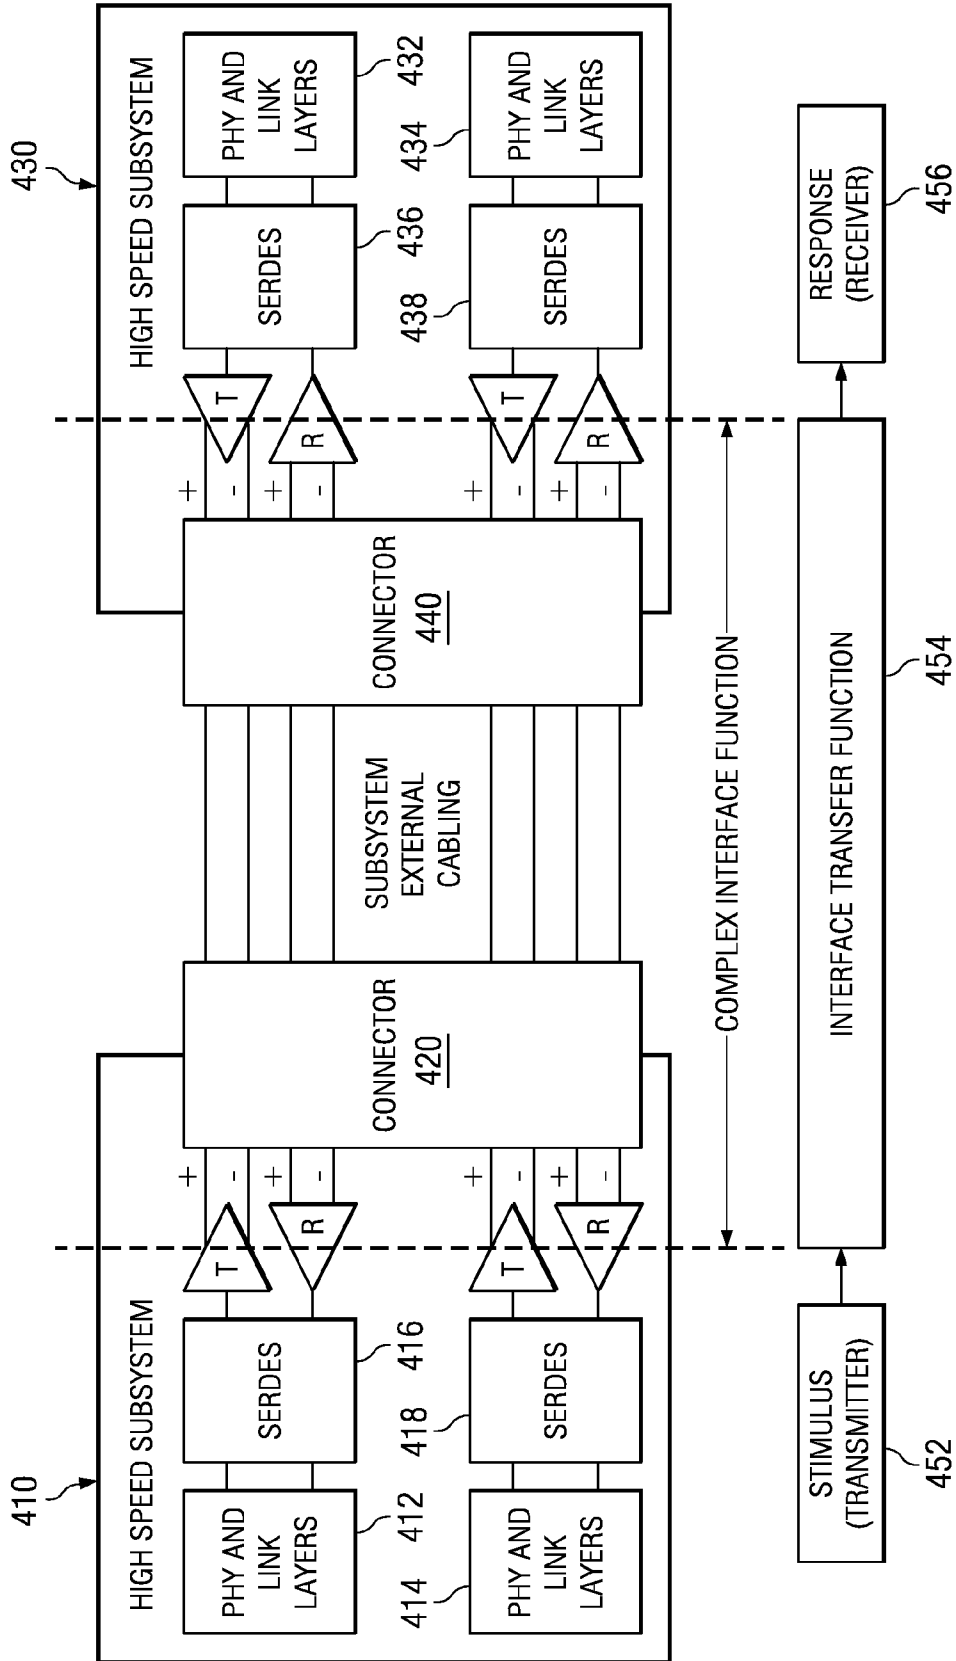 410
HIGH SPEED SUBSYSTEM
PHY AND
LINK
LAYERS
412
SERDES
416
T
R
+
-
+
-
414
PHY AND
LINK
LAYERS
418
SERDES
T
R
+
-
+
-
CONNECTOR
420
SUBSYSTEM
EXTERNAL
CABLING
CONNECTOR
440
430
HIGH SPEED SUBSYSTEM
+
-
+
-
T
R
SERDES
436
PHY AND
LINK
LAYERS
432
+
-
+
-
T
R
438
SERDES
434
PHY AND
LINK
LAYERS
COMPLEX INTERFACE FUNCTION
STIMULUS
(TRANSMITTER)
452
INTERFACE TRANSFER FUNCTION
454
RESPONSE
(RECEIVER)
456